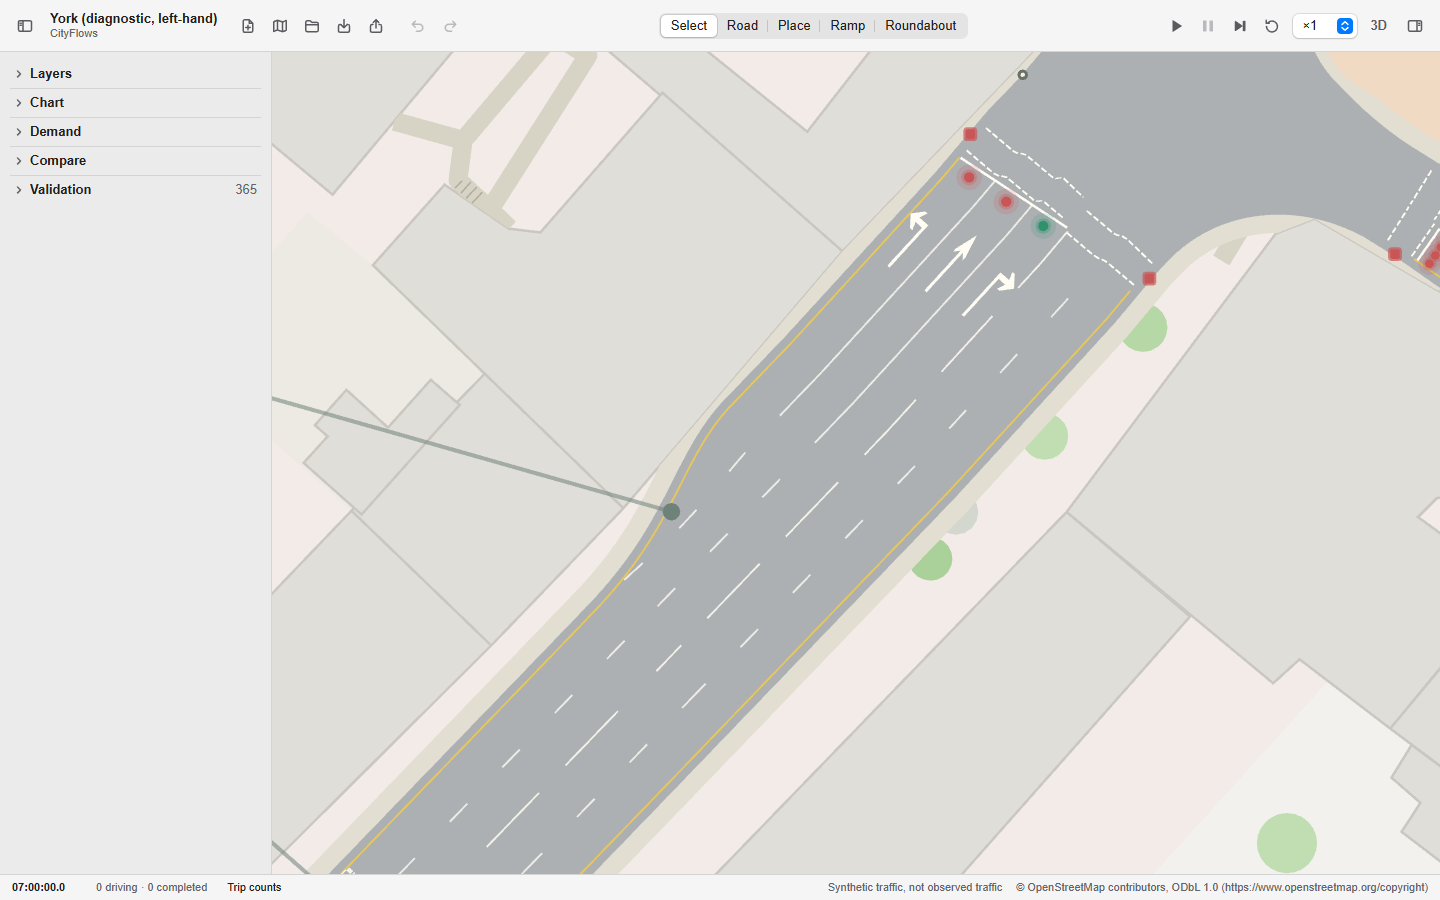 York (diagnostic, left-hand)
CityFlows
Select
Road
Place
Ramp
Roundabout
×1
3D
Layers
Chart
Demand
Compare
Validation 365
07:00:00.0
0 driving · 0 completed
Trip counts
Synthetic traffic, not observed traffic
© OpenStreetMap contributors, ODbL 1.0 (https://www.openstreetmap.org/copyright)